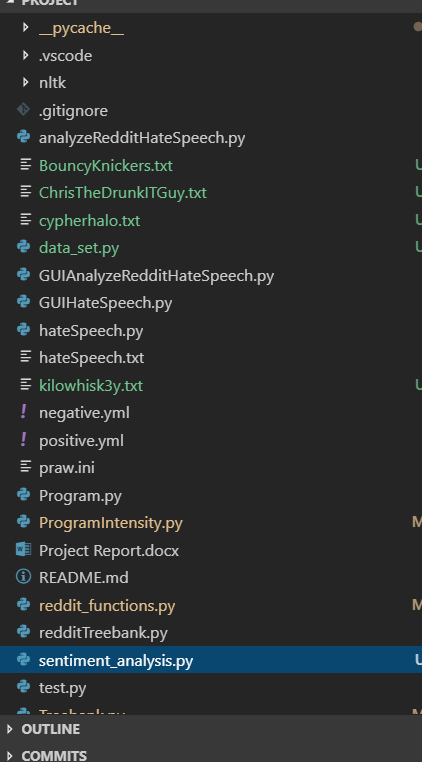 PROJECT
__pycache__
.vscode
nltk
.gitignore
analyzeRedditHateSpeech.py
BouncyKnickers.txt U
ChrisTheDrunkITGuy.txt U
cypherhalo.txt U
data_set.py U
GUIAnalyzeRedditHateSpeech.py
GUIHateSpeech.py
hateSpeech.py
hateSpeech.txt
kilowhisk3y.txt U
! negative.yml
! positive.yml
praw.ini
Program.py
ProgramIntensity.py M
Project Report.docx
README.md
reddit_functions.py M
redditTreebank.py
sentiment_analysis.py U
test.py
Treebank.py
OUTLINE
COMMITS